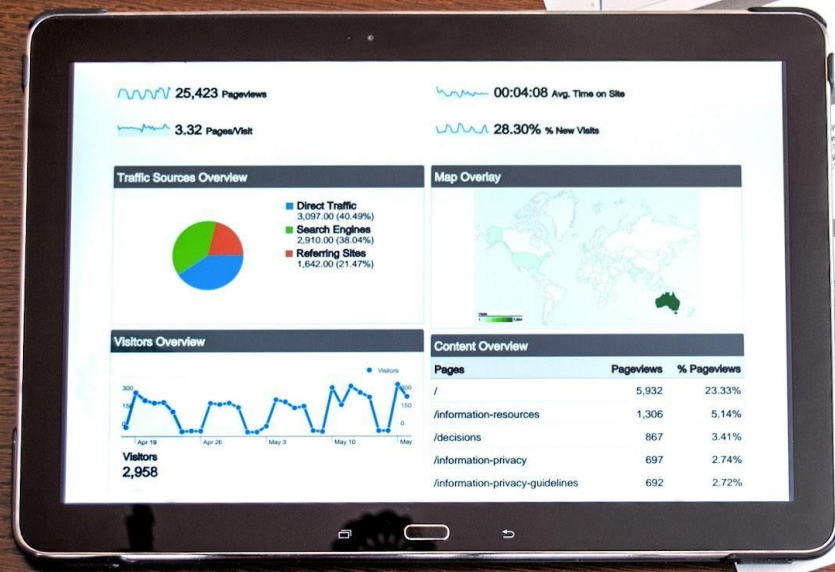 25,423 Pageviews
00:04:08 Avg. Time on Site
3.32 Pages/Visit
28.30% % New Visits
Traffic Sources Overview
Direct Traffic
3,097.00 (40.49%)
Search Engines
2,910.00 (38.04%)
Referring Sites
1,642.00 (21.47%)
Map Overlay
Visitors Overview
Visitors
300
150
0
300
150
0
Apr 19 Apr 26 May 3 May 10 May
Visitors
2,958
Content Overview
Pages Pageviews % Pageviews
/ 5,932 23.33%
/information-resources 1,306 5.14%
/decisions 867 3.41%
/information-privacy 697 2.74%
/information-privacy-guidelines 692 2.72%